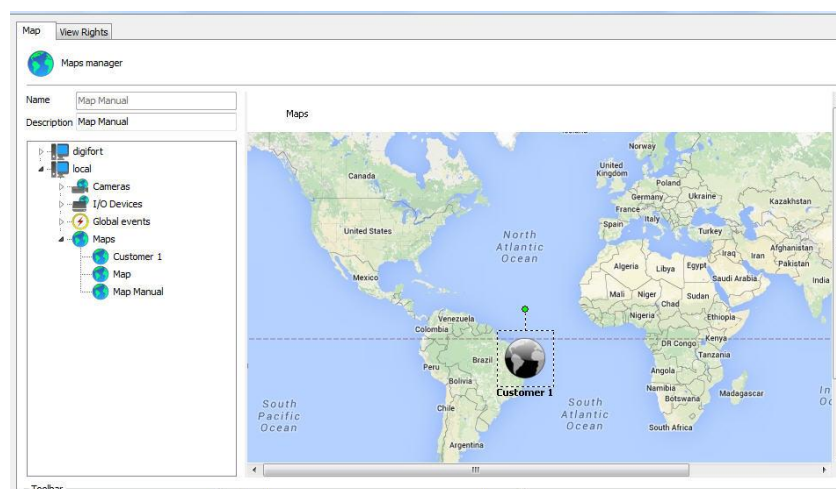 Map
View Rights
Maps manager
Name
Map Manual
Description
Map Manual
digifort
local
Cameras
I/O Devices
Global events
Maps
Customer 1
Map
Map Manual
Maps
Norway
Canada
United Kingdom
Poland
Germany
Ukraine
Kazakhstan
France
Italy
Spain
Turkey
United States
North
Atlantic
Ocean
Afghanistan
Iraq
Iran
Pakistan
Algeria
Libya
Egypt
Saudi Arabia
India
Mexico
Mali
Niger
Chad
Sudan
Nigeria
Ethiopia
Venezuela
Colombia
DR Congo
Kenya
Tanzania
Brazil
Peru
Angola
Bolivia
Namibia
Botswana
Madagascar
Customer 1
South
Pacific
Ocean
Chile
South
Atlantic
Ocean
South Africa
Argentina
Toolbar